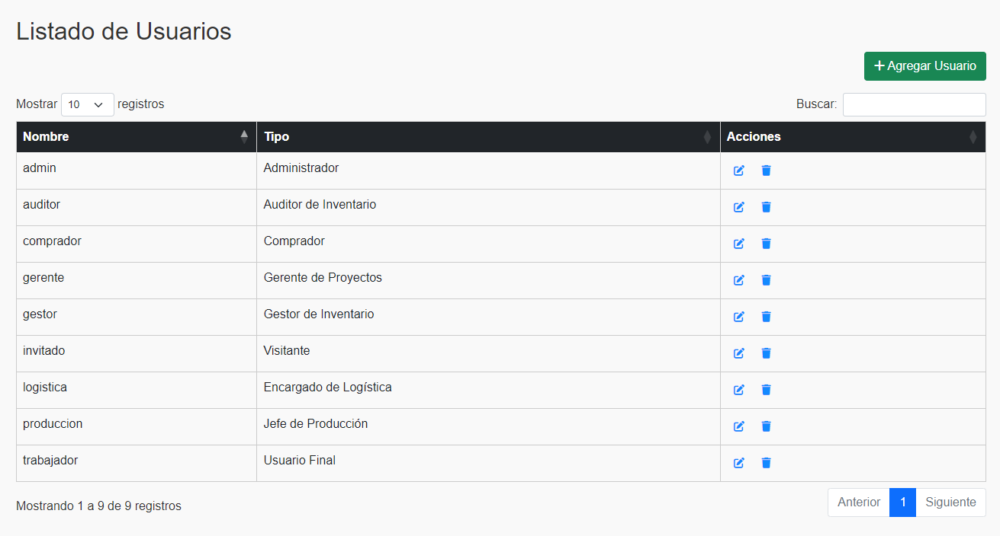 Listado de Usuarios
Agregar Usuario
Mostrar 10 registros Buscar:
Nombre Tipo Acciones
admin Administrador
auditor Auditor de Inventario
comprador Comprador
gerente Gerente de Proyectos
gestor Gestor de Inventario
invitado Visitante
logistica Encargado de Logística
produccion Jefe de Producción
trabajador Usuario Final
Mostrando 1 a 9 de 9 registros Anterior 1 Siguiente